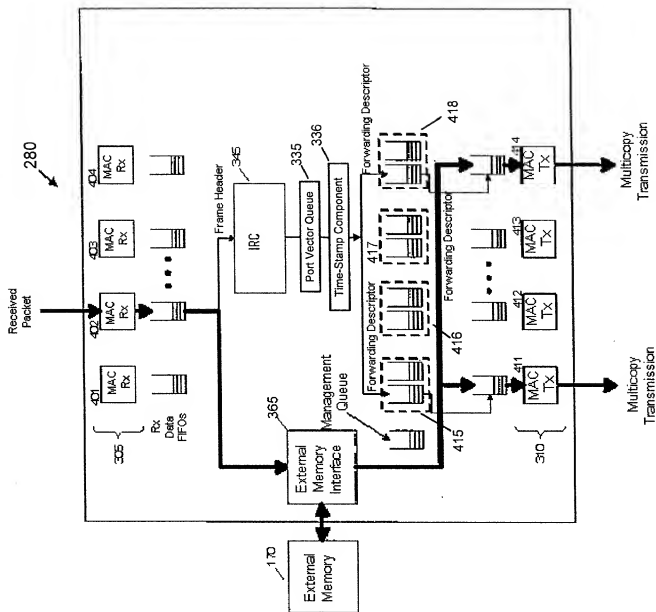 280
Received
Packet
401
MAC
Rx
402
MAC
Rx
403
MAC
Rx
404
MAC
Rx
305
Rx
Data
FIFOs
Frame Header
345
IRC
335
Port Vector Queue
336
Time-Stamp Component
365
External
Memory
Interface
170
External
Memory
Management
Queue
Forwarding Descriptor
Forwarding Descriptor
Forwarding Descriptor
415
416
417
418
310
411
MAC
Tx
412
MAC
Tx
413
MAC
Tx
414
MAC
Tx
Multicopy
Transmission
Multicopy
Transmission